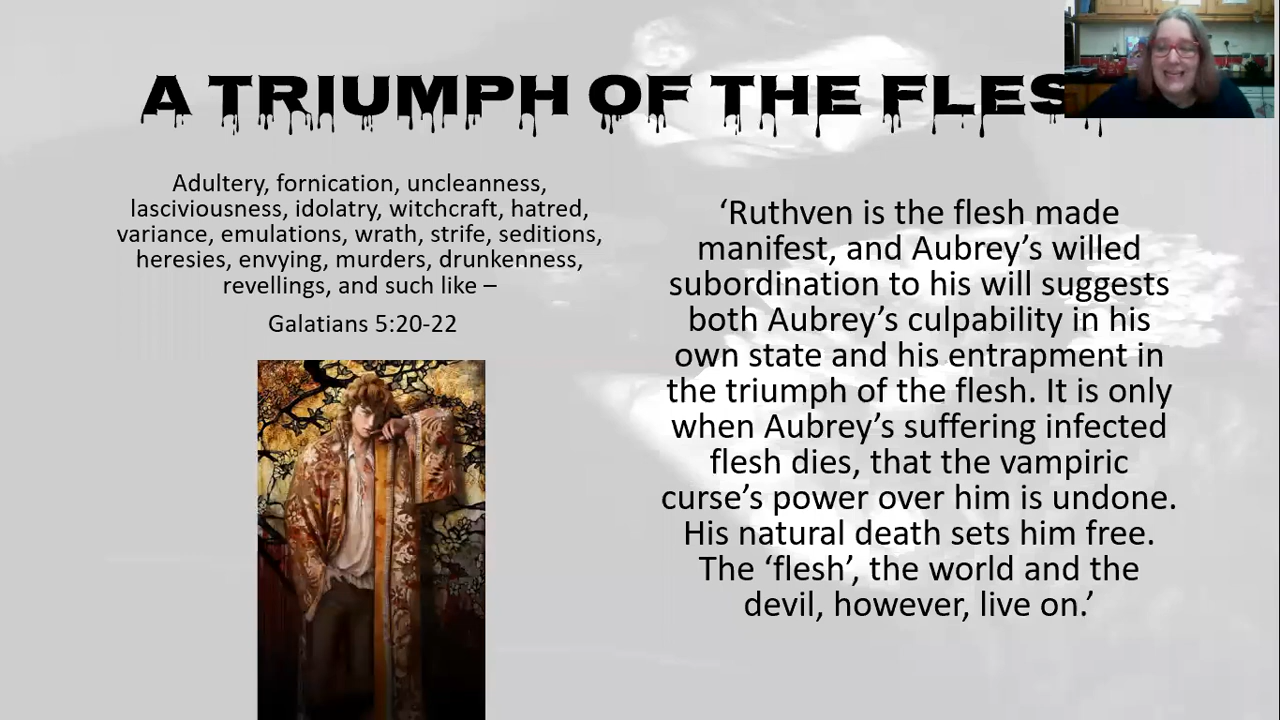 A TRIUMPH OF THE FLES
Adultery, fornication, uncleanness,
lasciviousness, idolatry, witchcraft, hatred,
variance, emulations, wrath, strife, seditions,
heresies, envying, murders, drunkenness,
revellings, and such like –
Galatians 5:20-22
‘Ruthven is the flesh made
manifest, and Aubrey’s willed
subordination to his will suggests
both Aubrey’s culpability in his
own state and his entrapment in
the triumph of the flesh. It is only
when Aubrey’s suffering infected
flesh dies, that the vampiric
curse’s power over him is undone.
His natural death sets him free.
The ‘flesh’, the world and the
devil, however, live on.’